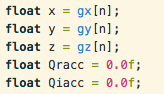 float x = gx[n];
float y = gy[n];
float z = gz[n];
float Qracc = 0.0f;
float Qiacc = 0.0f;